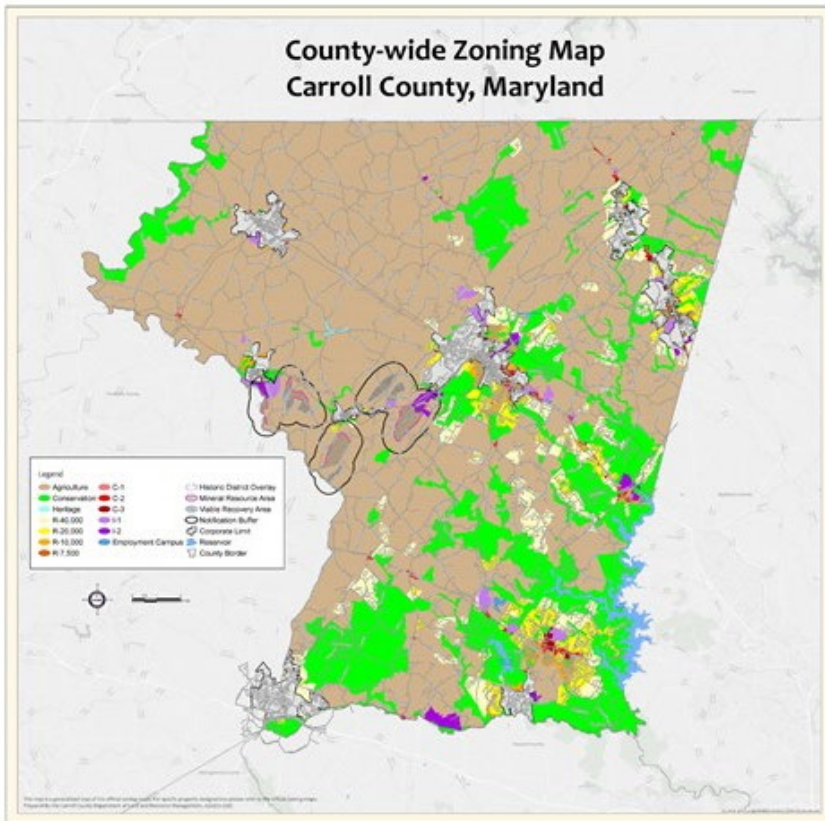 County-wide Zoning Map
Carroll County, Maryland
Legend
Agriculture
Conservation
Heritage
R-40,000
R-20,000
R-10,000
R-7,500
C-1
C-2
C-3
I-1
I-2
Employment Campus
Historic District Overlay
Mineral Resource Area
Viable Recovery Area
Notification Buffer
Corporate Limit
Reservoir
County Border